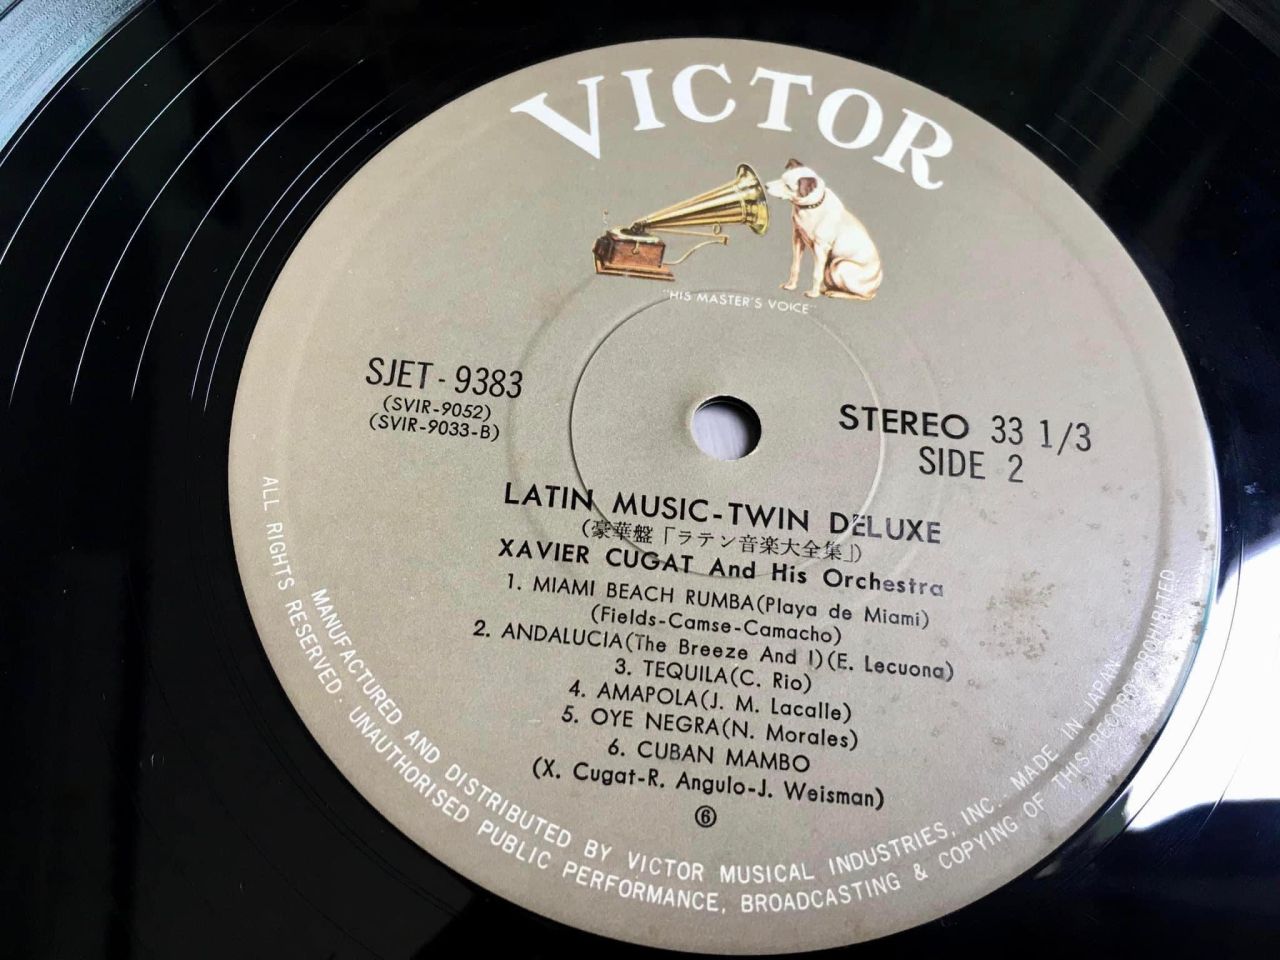 VICTOR
"HIS MASTER'S VOICE"
SJET - 9383
(SVIR-9052)
(SVIR-9033-B)
STEREO 33 1/3
SIDE 2
LATIN MUSIC-TWIN DELUXE
(豪華盤「ラテン音楽大全集」)
XAVIER CUGAT And His Orchestra
1. MIAMI BEACH RUMBA(Playa de Miami)
(Fields-Camse-Camacho)
2. ANDALUCIA(The Breeze And I)(E. Lecuona)
3. TEQUILA(C. Rio)
4. AMAPOLA(J. M. Lacalle)
5. OYE NEGRA(N. Morales)
6. CUBAN MAMBO
(X. Cugat-R. Angulo-J. Weisman)
⑥
MANUFACTURED AND DISTRIBUTED BY VICTOR MUSICAL INDUSTRIES, INC. MADE IN JAPAN
ALL RIGHTS RESERVED. UNAUTHORISED PUBLIC PERFORMANCE, BROADCASTING & COPYING OF THIS RECORD PROHIBITED